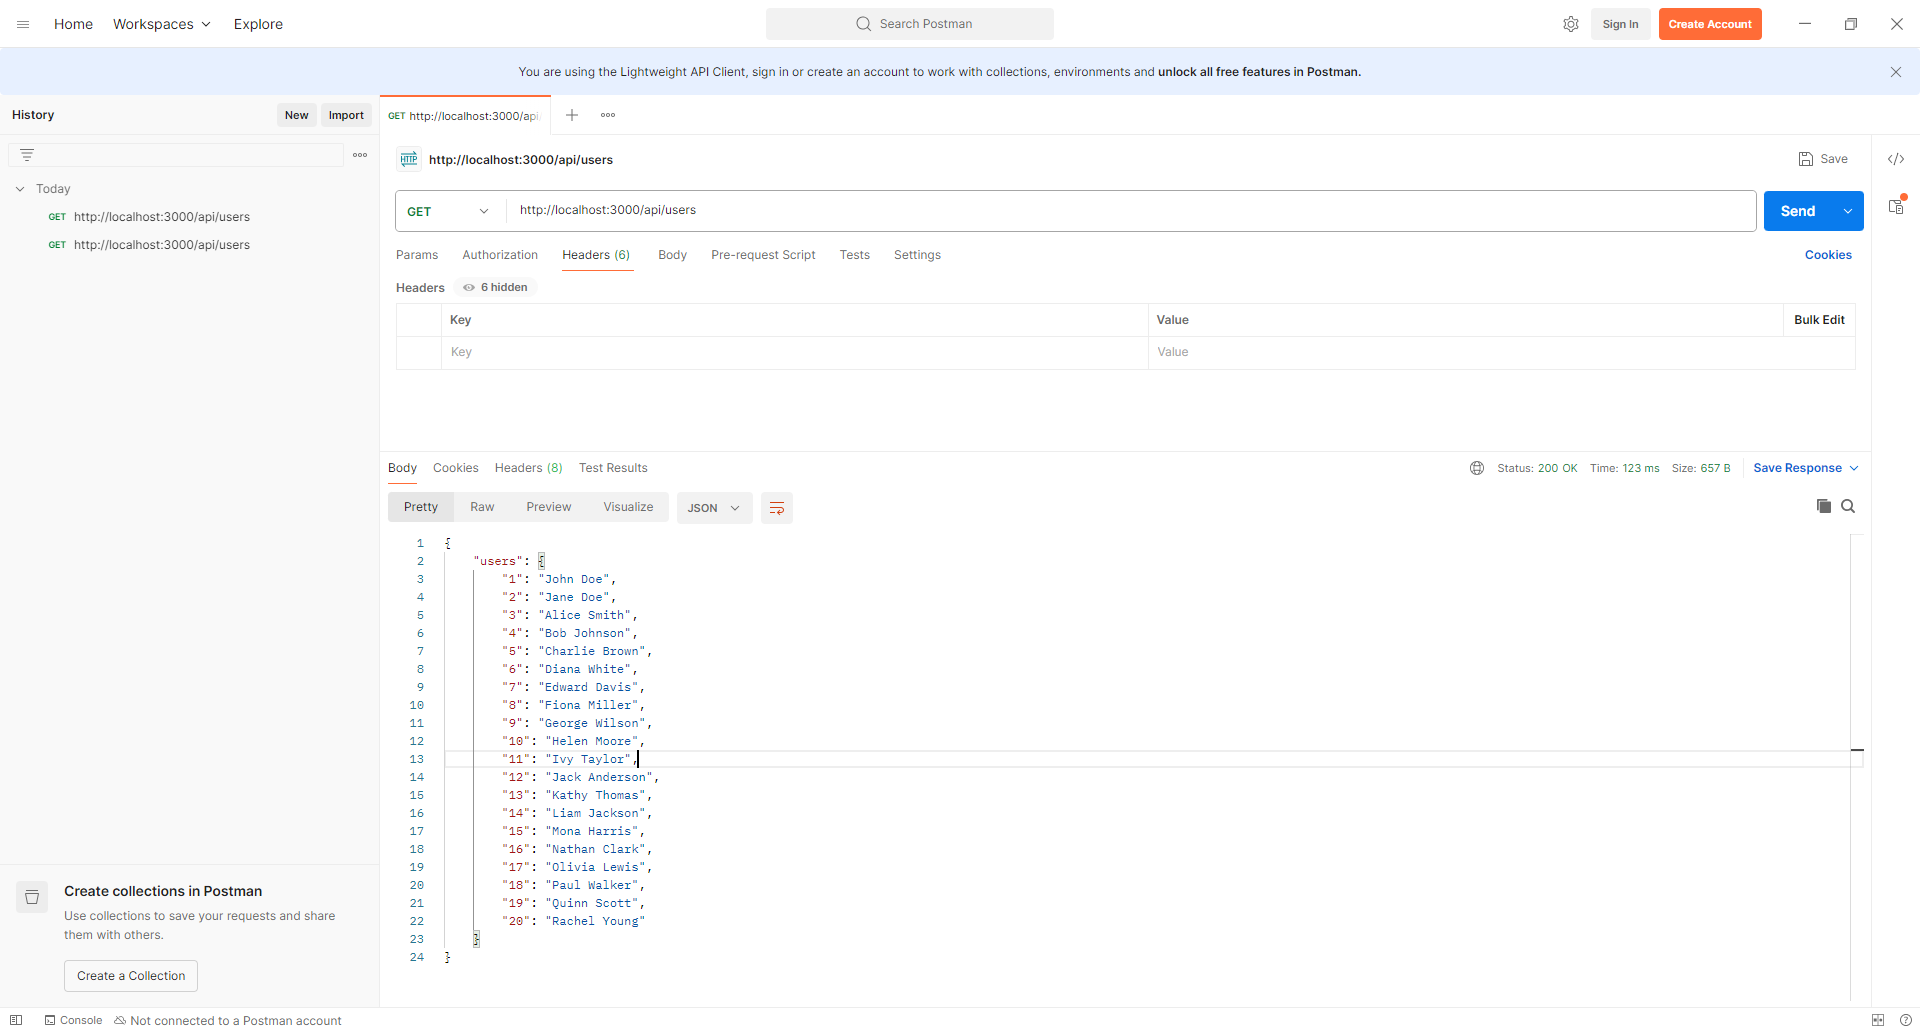 Home Workspaces Explore Search Postman Sign In Create Account
You are using the Lightweight API Client, sign in or create an account to work with collections, environments and unlock all free features in Postman.
History New Import
GET http://localhost:3000/api
HTTP http://localhost:3000/api/users Save
Today
GET http://localhost:3000/api/users
GET http://localhost:3000/api/users
GET http://localhost:3000/api/users Send
Params Authorization Headers (6) Body Pre-request Script Tests Settings Cookies
Headers 6 hidden
Key Value Bulk Edit
Key Value
Body Cookies Headers (8) Test Results Status: 200 OK Time: 123 ms Size: 657 B Save Response
Pretty Raw Preview Visualize JSON
1 {
2 "users": {
3 "1": "John Doe",
4 "2": "Jane Doe",
5 "3": "Alice Smith",
6 "4": "Bob Johnson",
7 "5": "Charlie Brown",
8 "6": "Diana White",
9 "7": "Edward Davis",
10 "8": "Fiona Miller",
11 "9": "George Wilson",
12 "10": "Helen Moore",
13 "11": "Ivy Taylor",
14 "12": "Jack Anderson",
15 "13": "Kathy Thomas",
16 "14": "Liam Jackson",
17 "15": "Mona Harris",
18 "16": "Nathan Clark",
19 "17": "Olivia Lewis",
20 "18": "Paul Walker",
21 "19": "Quinn Scott",
22 "20": "Rachel Young"
23 }
24 }
Create collections in Postman
Use collections to save your requests and share
them with others.
Create a Collection
Console Not connected to a Postman account